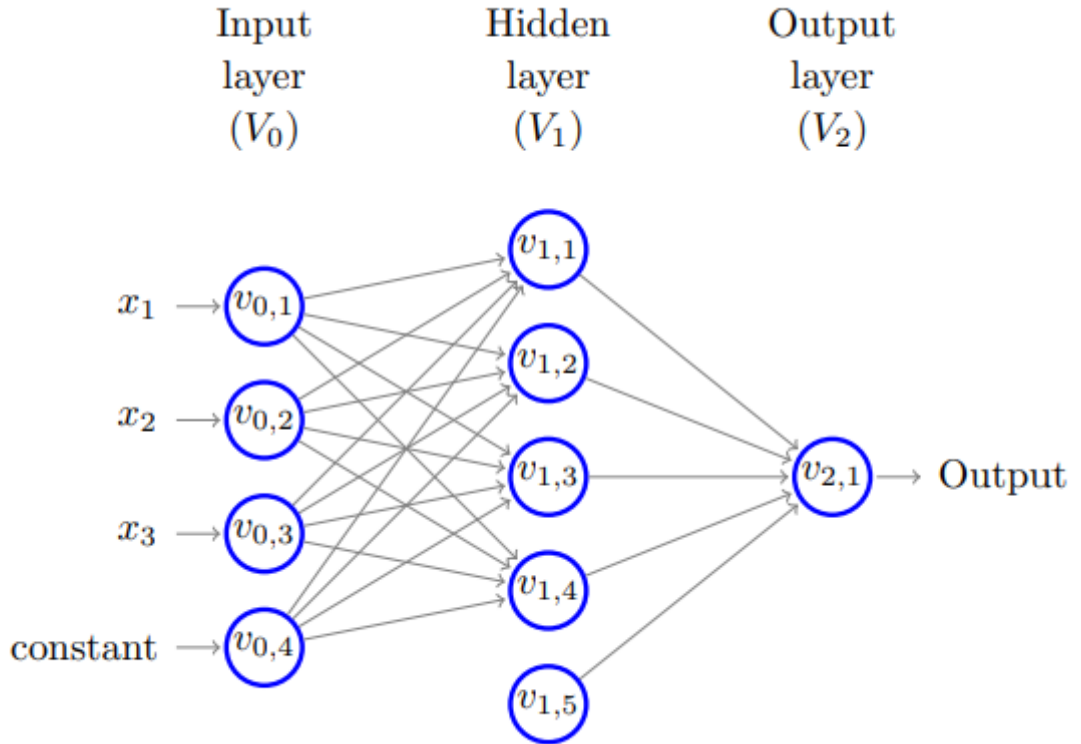 Input layer (V₀)
Hidden layer (V₁)
Output layer (V₂)
x₁
x₂
x₃
constant
v₀,₁
v₀,₂
v₀,₃
v₀,₄
v₁,₁
v₁,₂
v₁,₃
v₁,₄
v₁,₅
v₂,₁
Output